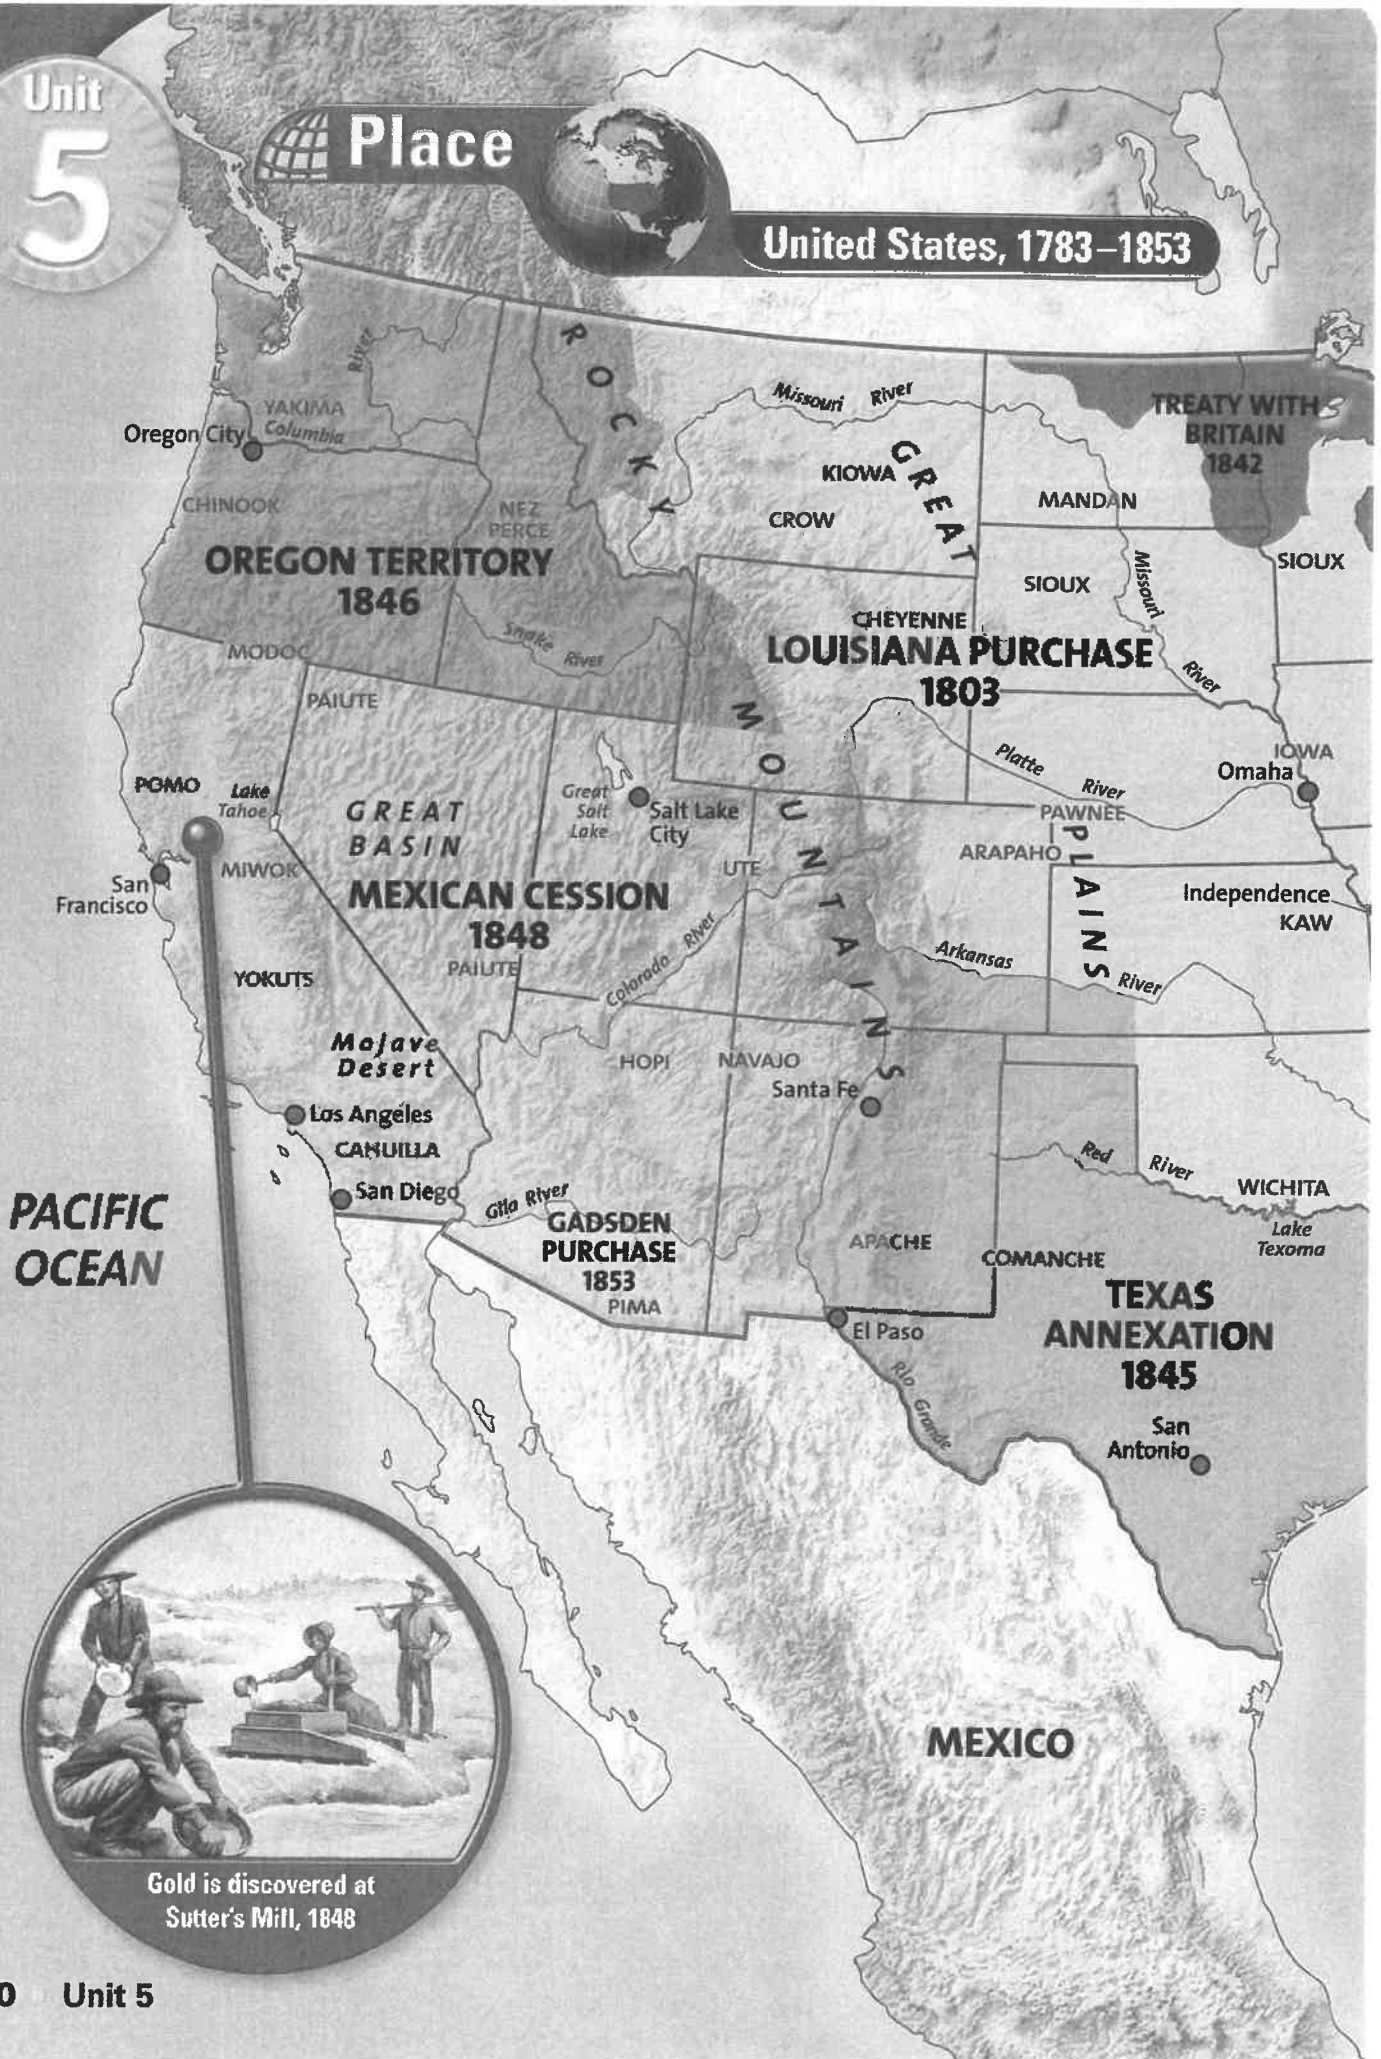 Unit
5
Place
United States, 1783–1853
ROCKY
Missouri River
River
TREATY WITH
BRITAIN
1842
YAKIMA
Columbia
Oregon City
GREAT
KIOWA
CROW
MANDAN
CHINOOK
NEZ
PERCE
OREGON TERRITORY
1846
SIOUX
SIOUX
Missouri
River
CHEYENNE
LOUISIANA PURCHASE
1803
Snake
River
MODOC
PAIUTE
MOUNTAINS
Platte
River
IOWA
Omaha
POMO
Lake
Tahoe
GREAT
BASIN
Great
Salt
Lake
Salt Lake
City
PAWNEE
PLAINS
ARAPAHO
UTE
MIWOK
San
Francisco
MEXICAN CESSION
1848
PAIUTE
Colorado
River
Independence
KAW
Arkansas
River
YOKUTS
Mojave
Desert
HOPI
NAVAJO
Santa Fe
Los Angeles
CAHUILLA
San Diego
Red
River
WICHITA
Lake
Texoma
PACIFIC
OCEAN
Gila River
GADSDEN
PURCHASE
1853
PIMA
APACHE
COMANCHE
TEXAS
ANNEXATION
1845
El Paso
Rio
Grande
San
Antonio
MEXICO
Gold is discovered at
Sutter's Mill, 1848
0 Unit 5